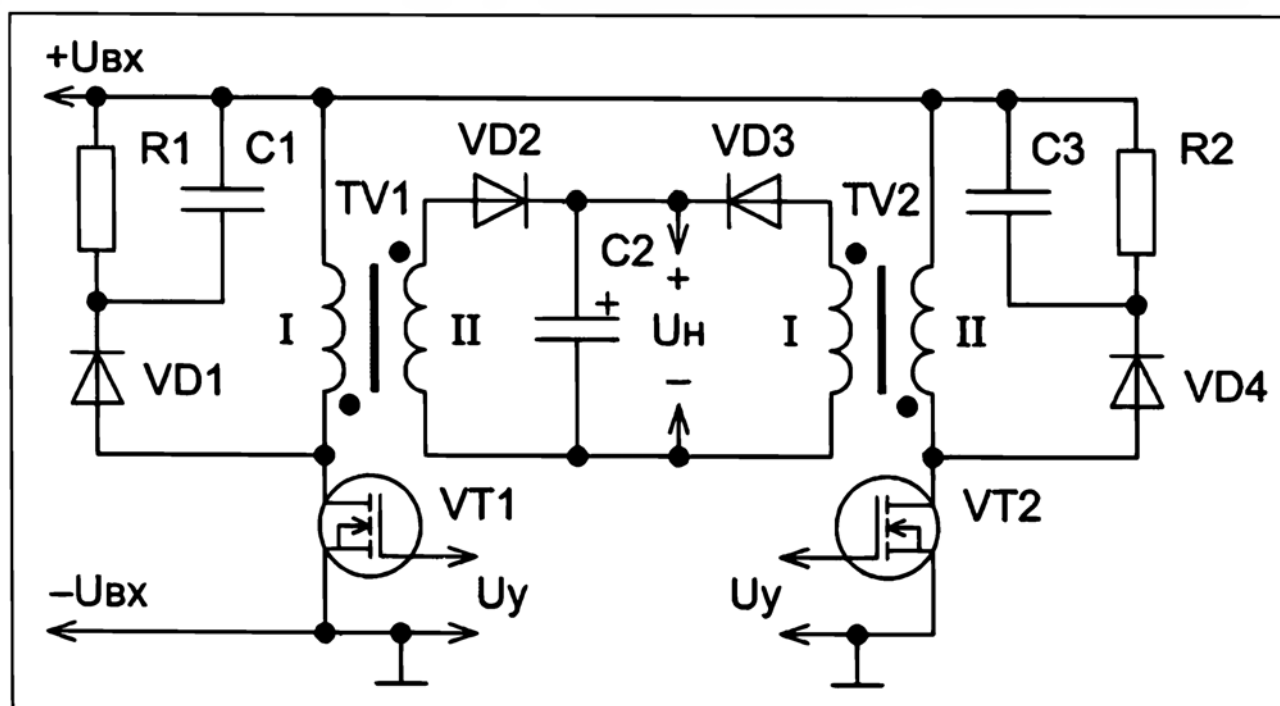 +Uвх
R1
C1
VD2
VD3
C3
R2
TV1
TV2
C2
+
+
I
II
Uн
I
II
VD1
–
VD4
VT1
VT2
–Uвх
Uу
Uу